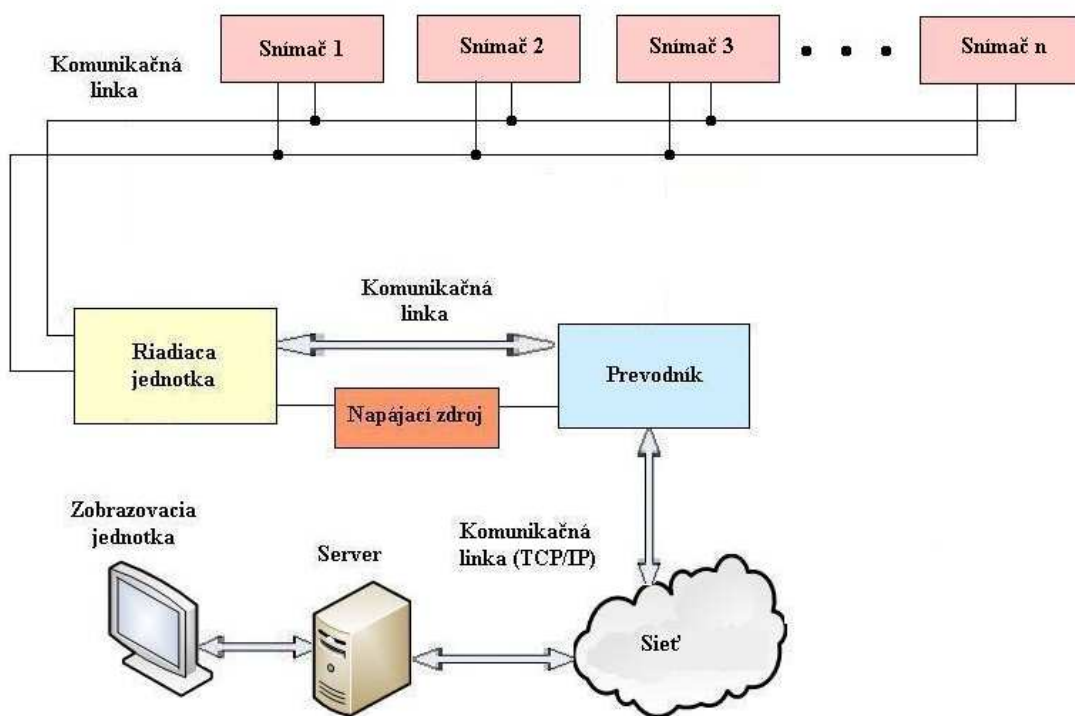 Snímač 1
Snímač 2
Snímač 3
Snímač n
Komunikačná
linka
Komunikačná
linka
Riadiaca
jednotka
Prevodník
Napájací zdroj
Zobrazovacia
jednotka
Server
Komunikačná
linka (TCP/IP)
Sieť